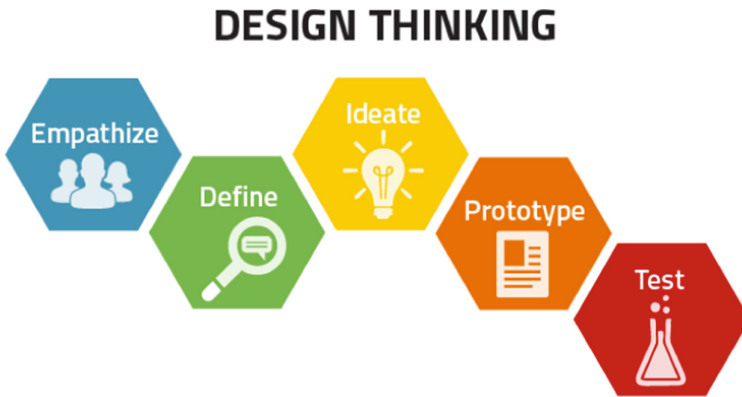 DESIGN THINKING
Empathize
Define
Ideate
Prototype
Test